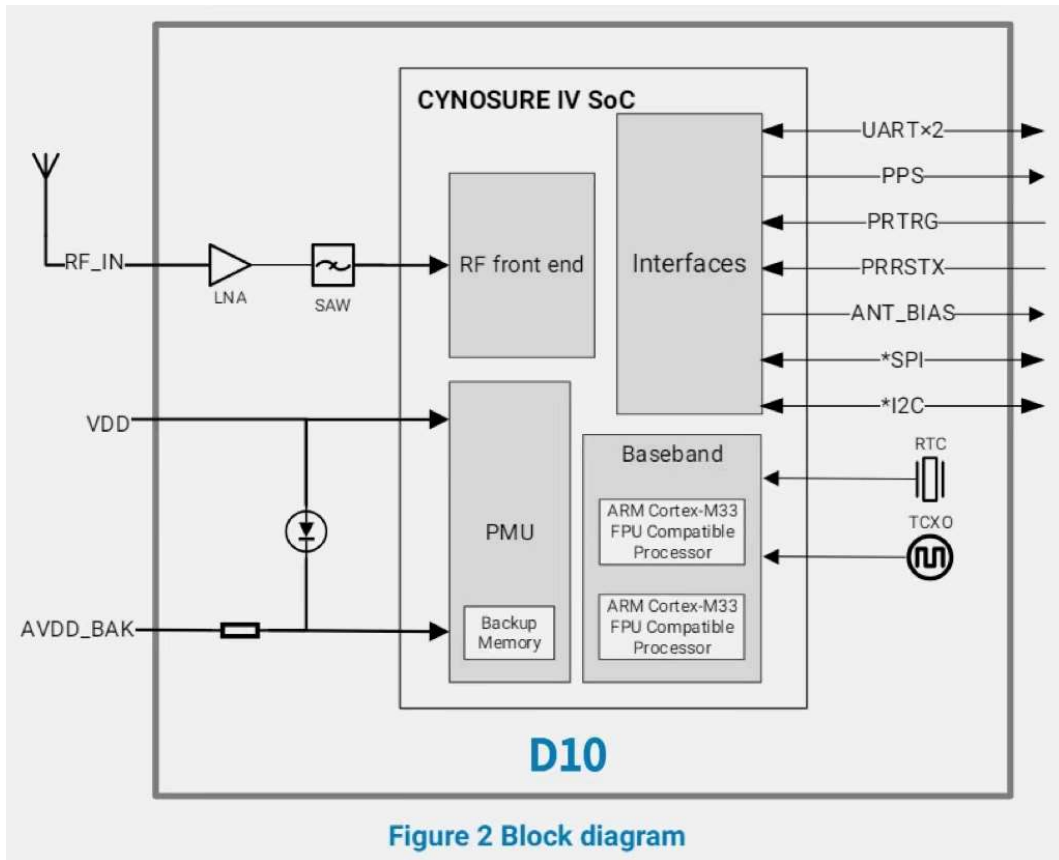 CYNOSURE IV SoC
UART×2
PPS
PRTRG
PRRSTX
ANT_BIAS
*SPI
*I2C
RF_IN
LNA
SAW
RF front end
Interfaces
VDD
AVDD_BAK
PMU
Backup
Memory
Baseband
ARM Cortex-M33
FPU Compatible
Processor
ARM Cortex-M33
FPU Compatible
Processor
RTC
TCXO
D10
Figure 2 Block diagram